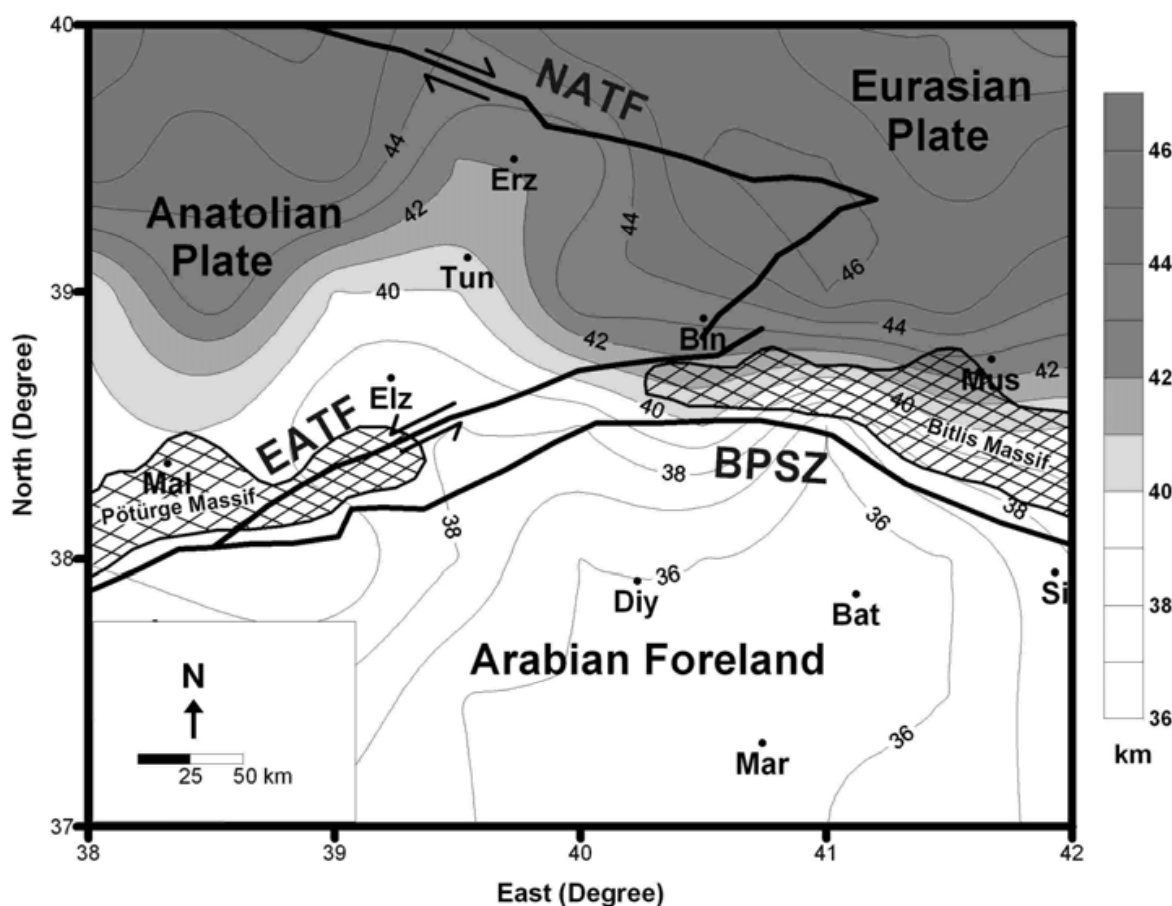 40
39
38
37
North (Degree)
38
39
40
41
42
East (Degree)
NATF
Eurasian
Plate
44
Erz
42
Anatolian
Plate
44
Tun
40
46
Bin
42
44
Mus
42
Elz
40
40
EATF
Bitlis Massif
Mal
Pötürge Massif
38
BPSZ
38
38
36
36
Diy
Bat
Si
Arabian Foreland
36
Mar
N
25 50 km
46
44
42
40
38
36
km